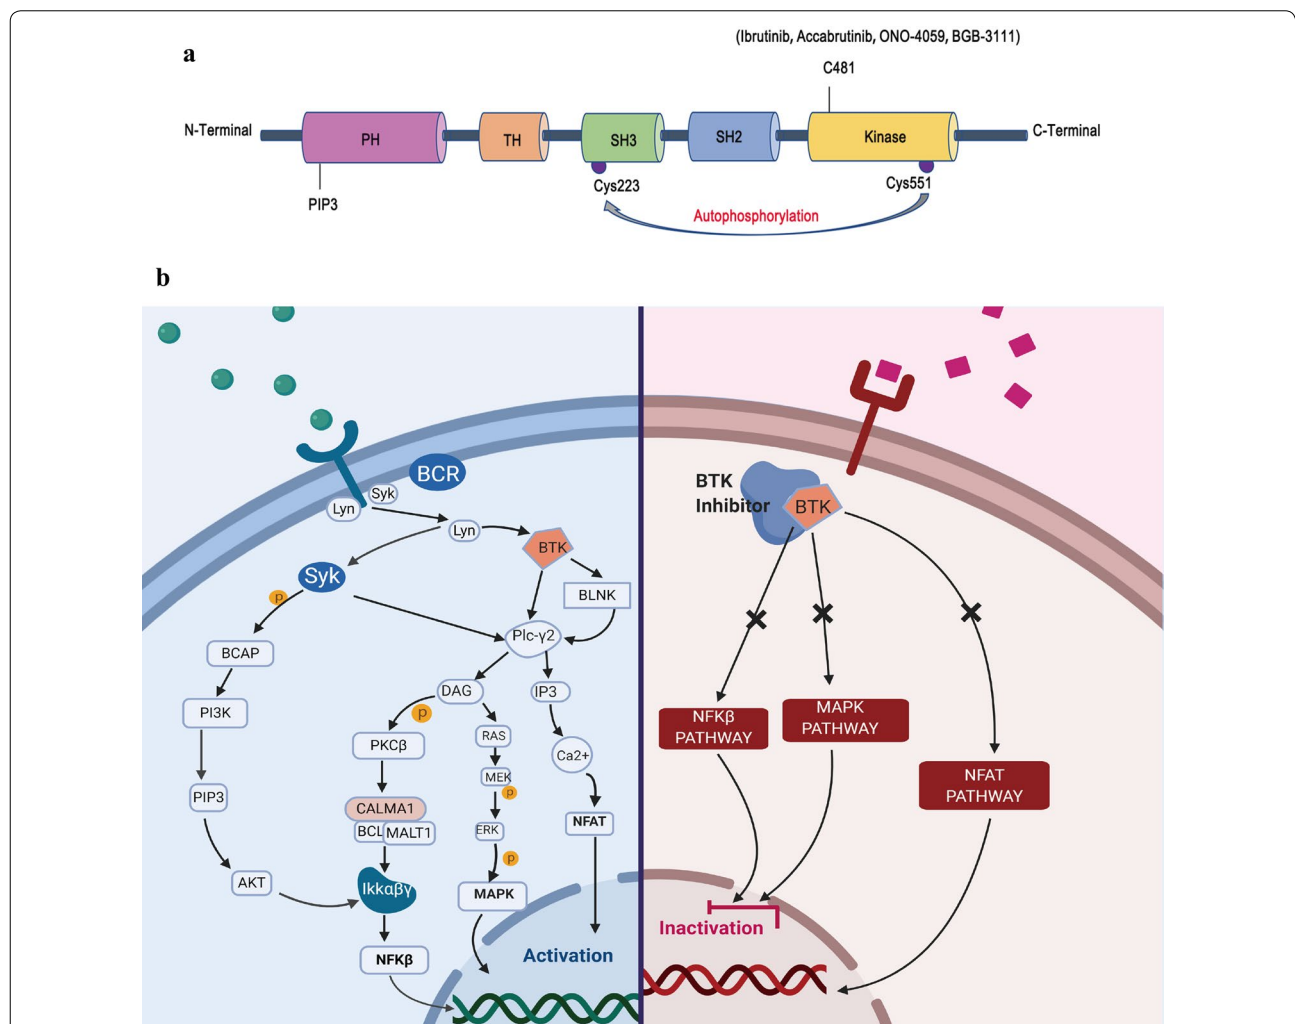 a
(Ibrutinib, Accabrutinib, ONO-4059, BGB-3111)
C481
N-Terminal
PH
TH
SH3
SH2
Kinase
C-Terminal
PIP3
Cys223
Cys551
Autophosphorylation
b
BCR
Syk
Lyn
Lyn
BTK
Syk
p
BLNK
Plc-γ2
BCAP
DAG
IP3
p
PI3K
RAS
PKCβ
Ca2+
MEK
p
PIP3
CALMA1
BCL
MALT1
ERK
NFAT
p
AKT
Ikkαβγ
MAPK
NFKβ
Activation
BTK
Inhibitor
BTK
NFKβ
PATHWAY
MAPK
PATHWAY
NFAT
PATHWAY
Inactivation